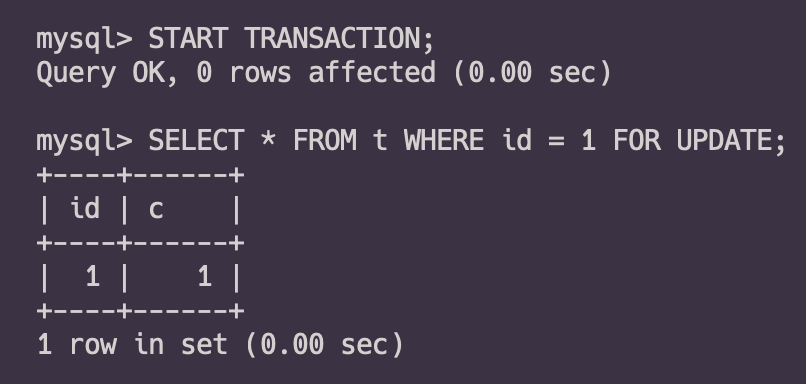 mysql> START TRANSACTION;
Query OK, 0 rows affected (0.00 sec)

mysql> SELECT * FROM t WHERE id = 1 FOR UPDATE;
+----+------+
| id | c    |
+----+------+
|  1 |    1 |
+----+------+
1 row in set (0.00 sec)